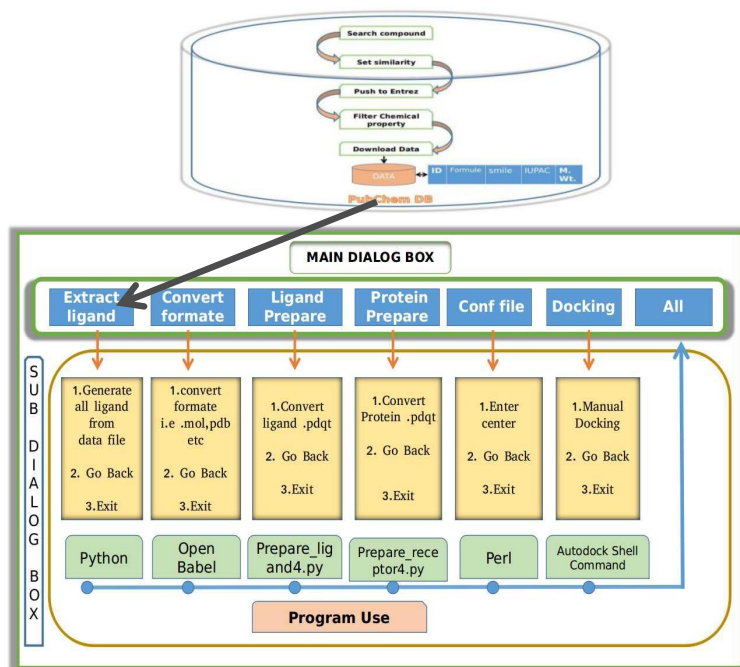 Search compound
Set similarity
Push to Entrez
Filter Chemical
property
Download Data
DATA
ID Formule smile IUPAC M.
Wt.
PubChem DB
MAIN DIALOG BOX
Extract
ligand
Convert
formate
Ligand
Prepare
Protein
Prepare
Conf file
Docking
All
SUB DIALOG BOX
1.Generate
all ligand
from
data file
2. Go Back
3.Exit
1.convert
formate
i.e .mol,pdb
etc
2. Go Back
3.Exit
1.Convert
ligand .pdqt
2. Go Back
3.Exit
1.Convert
Protein .pdqt
2. Go Back
3.Exit
1.Enter
center
2. Go Back
3.Exit
1.Manual
Docking
2. Go Back
3.Exit
Python
Open
Babel
Prepare_lig
and4.py
Prepare_rece
ptor4.py
Perl
Autodock Shell
Command
Program Use